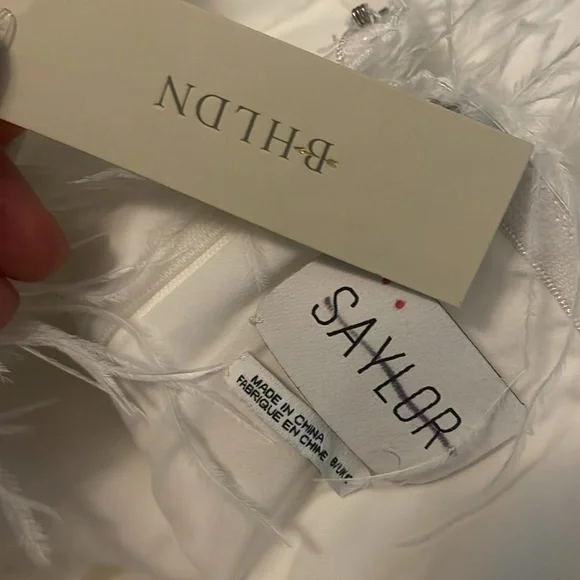 BHLDN
SAYLOR
MADE IN CHINA
FABRIQUE EN CHINE